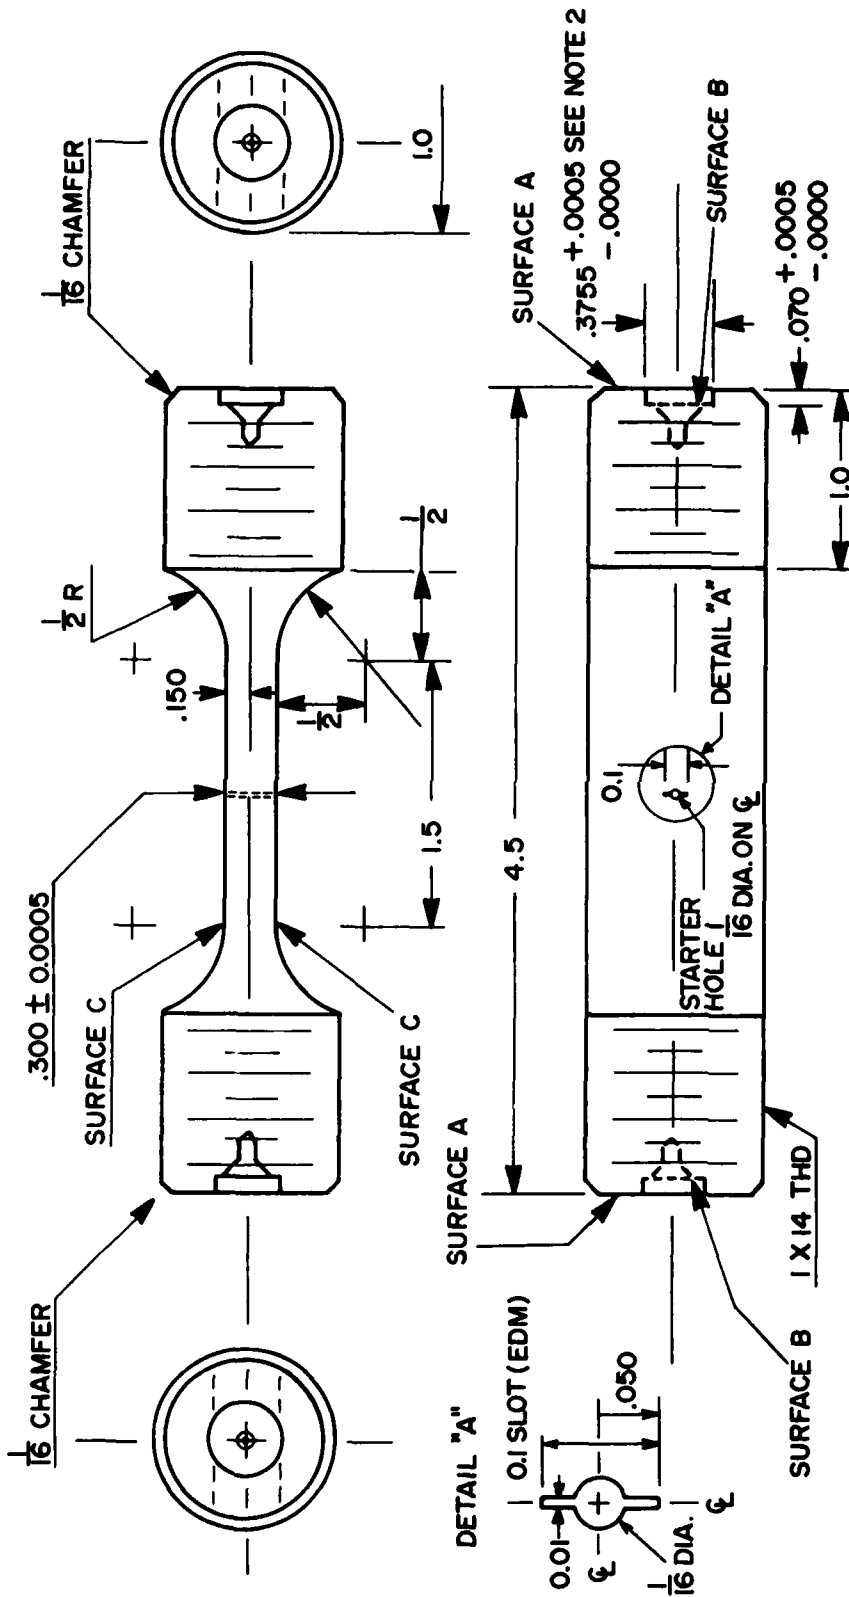 1/16 CHAMFER
.300 ± 0.0005
SURFACE C
SURFACE C
.150
1/2
1/2 R
1/2
1.5
1/16 CHAMFER
1.0
DETAIL "A"
0.1 SLOT (EDM)
0.01
.050
℄
℄
1/16 DIA.
SURFACE A
SURFACE B
1 X 14 THD
4.5
STARTER
HOLE 1/16 DIA. ON ℄
0.1
DETAIL "A"
SURFACE A
.3755 +.0005 SEE NOTE 2
-.0000
SURFACE B
.070 +.0005
-.0000
1.0